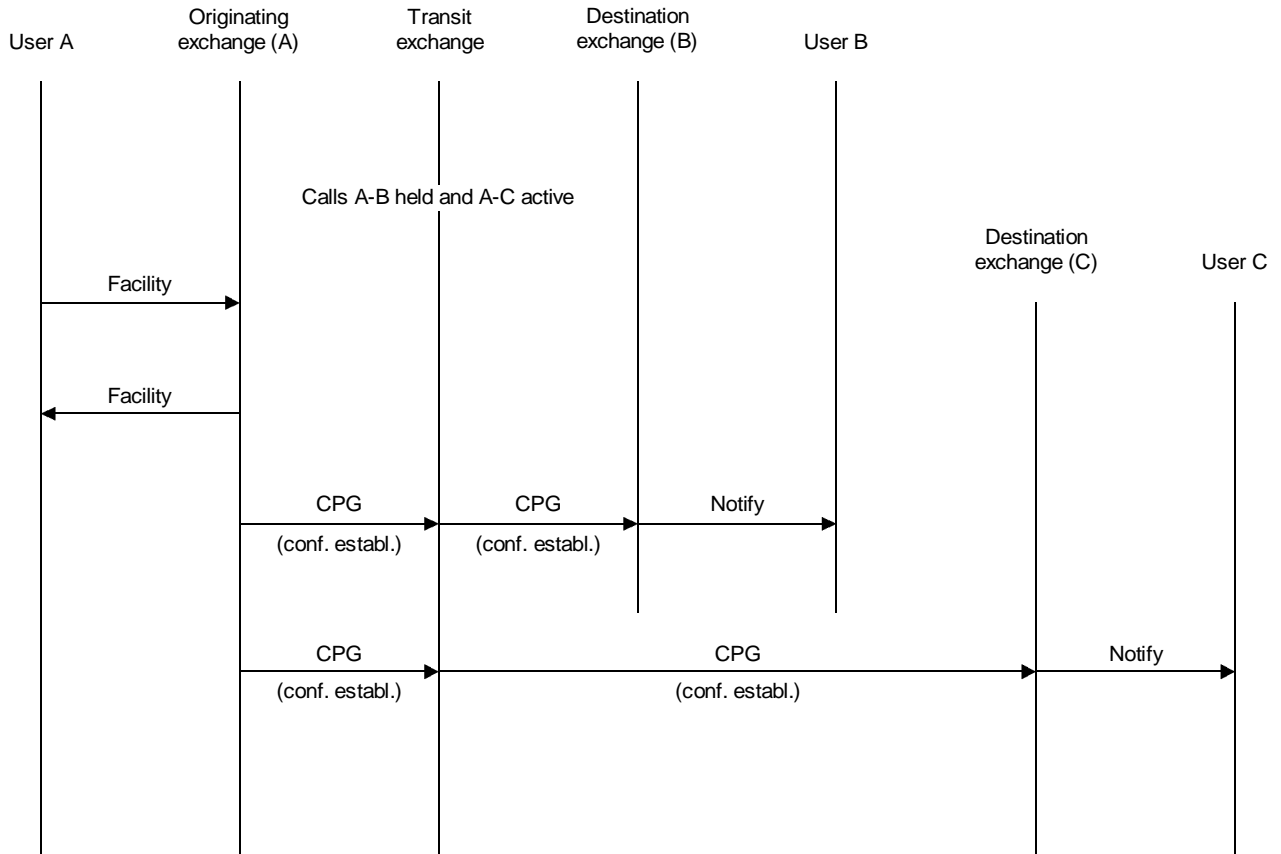 Originating
exchange (A)
Transit
exchange
Destination
exchange (B)
User A
User B
Calls A-B held and A-C active
Destination
exchange (C)
User C
Facility
Facility
CPG
CPG
Notify
(conf. establ.)
(conf. establ.)
CPG
CPG
Notify
(conf. establ.)
(conf. establ.)